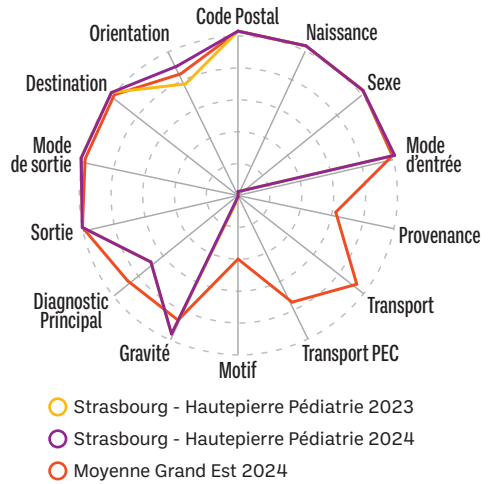 Code Postal
Naissance
Sexe
Mode
d'entrée
Provenance
Transport
Transport PEC
Motif
Gravité
Diagnostic
Principal
Sortie
Mode
de sortie
Destination
Orientation
Strasbourg - Hautepierre Pédiatrie 2023
Strasbourg - Hautepierre Pédiatrie 2024
Moyenne Grand Est 2024